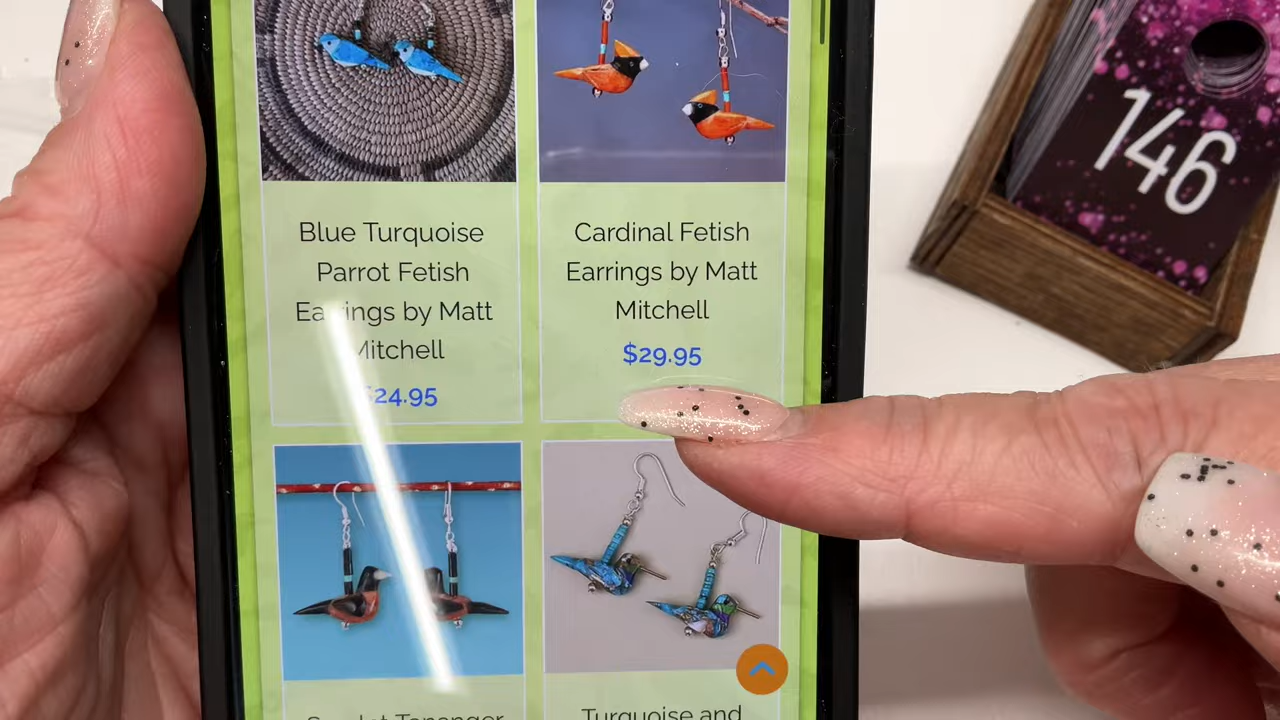 Blue Turquoise
Parrot Fetish
Earrings by Matt
Mitchell
$24.95
Cardinal Fetish
Earrings by Matt
Mitchell
$29.95
Turquoise and
146